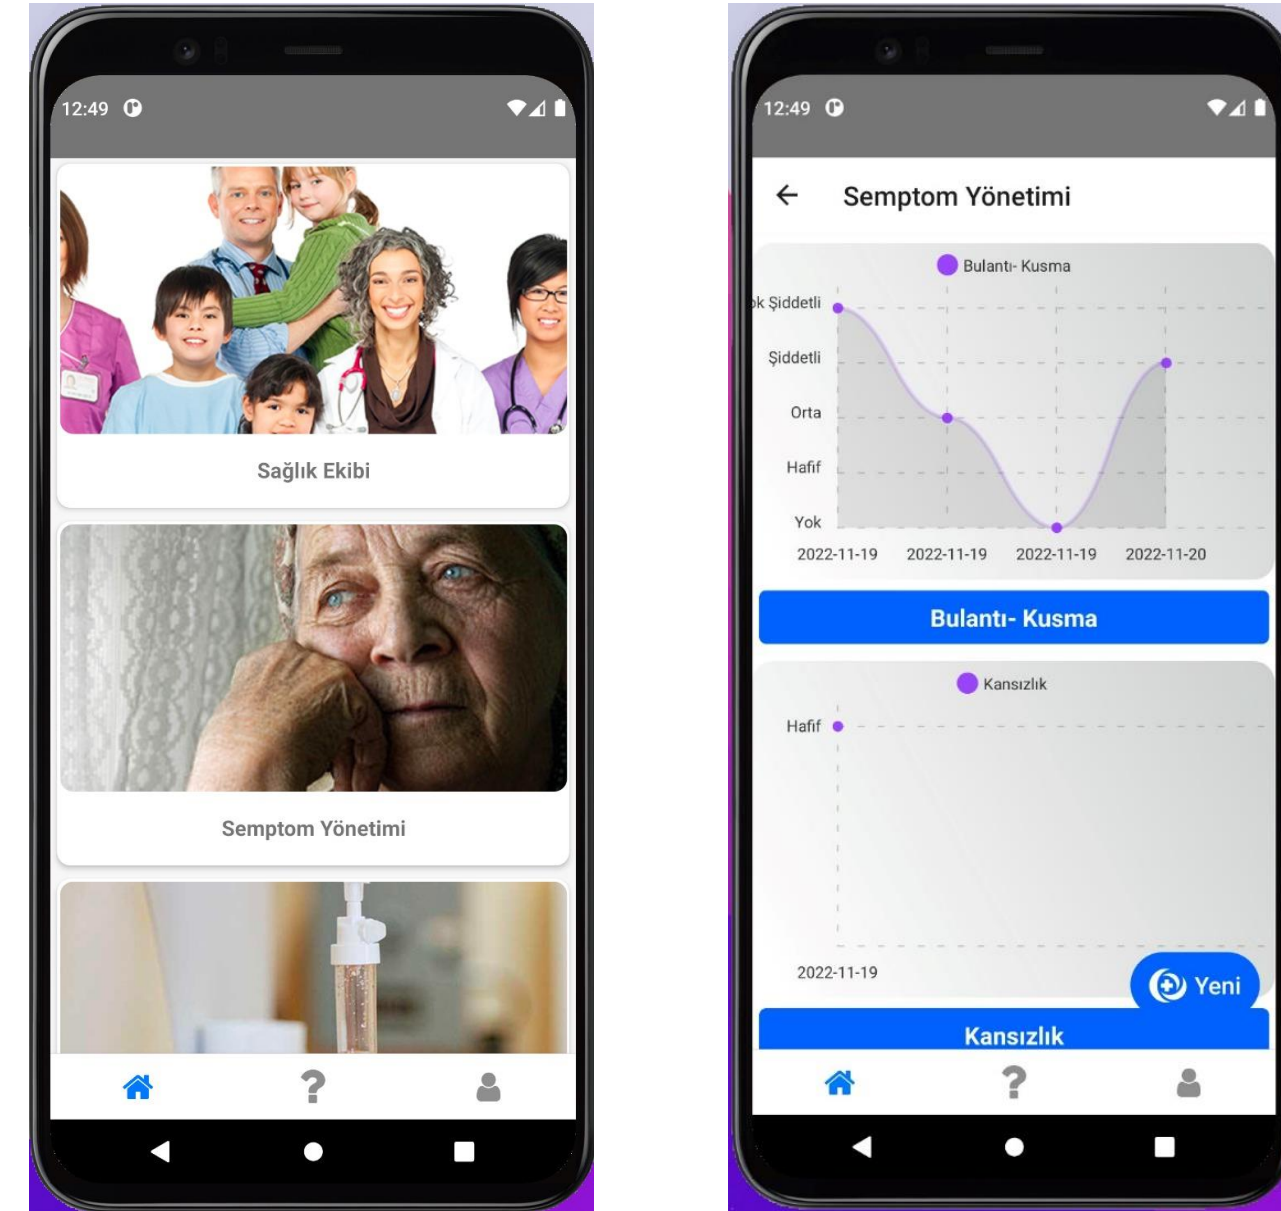 12:49
Sağlık Ekibi
Semptom Yönetimi
12:49
Semptom Yönetimi
Bulantı- Kusma
ok Şiddetli
Şiddetli
Orta
Hafif
Yok
2022-11-19 2022-11-19 2022-11-19 2022-11-20
Bulantı- Kusma
Kansızlık
Hafif
2022-11-19
Yeni
Kansızlık